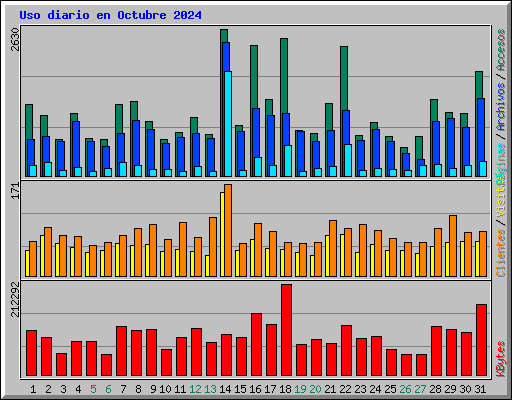 Uso diario en Octubre 2024
2630
171
212292
Clientes / Visitas
Páginas / Archivos / Accesos
KBytes
1 2 3 4 5 6 7 8 9 10 11 12 13 14 15 16 17 18 19 20 21 22 23 24 25 26 27 28 29 30 31